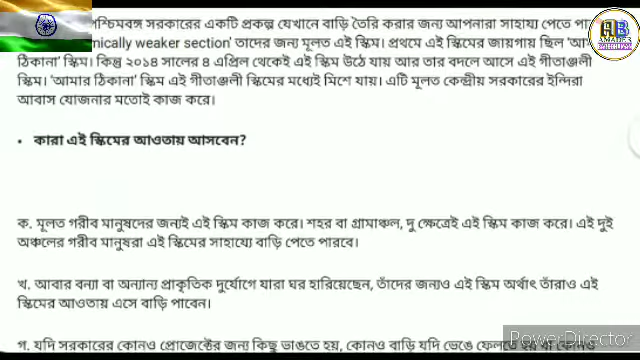 পশ্চিমবঙ্গ সরকারের একটি প্রকল্প যেখানে বাড়ি তৈরি করার জন্য আপনারা সাহায্য পেতে
weaker section' তাদের জন্য মূলত এই স্কিম। প্রথমে এই স্কিমের জায়গায় ছিল
ঠিকানা' স্কিম। কিন্তু ২০১৪ সালের ৪ এপ্রিল থেকেই এই স্কিম উঠে যায় আর তার বদলে আসে এই গীতাঞ্জলী
স্কিম। 'আমার ঠিকানা' স্কিম এই গীতাঞ্জলী স্কিমের মধ্যেই মিশে যায়। এটি মূলত কেন্দ্রীয় সরকারের ইন্দিরা
আবাস যোজনার মতোই কাজ করে।
• কারা এই স্কিমের আওতায় আসবেন?
ক. মূলত গরীব মানুষদের জন্যই এই স্কিম কাজ করে। শহর বা গ্রামাঞ্চল, দু ক্ষেত্রেই এই স্কিম কাজ করে। এই দুই
অঞ্চলের গরীব মানুষরা এই স্কিমের সাহায্যে বাড়ি পেতে পারবে।
খ. আবার বন্যা বা অন্যান্য প্রাকৃতিক দুর্যোগে যারা ঘর হারিয়েছেন, তাঁদের জন্যও এই স্কিম অর্থাৎ তাঁরাও এই
স্কিমের আওতায় এসে বাড়ি পাবেন।
গ. যদি সরকারের কোনও প্রোজেক্টের জন্য কিছু ভাঙতে হয়, কোনও বাড়ি যদি ভেঙে ফেলতে
PowerDirector